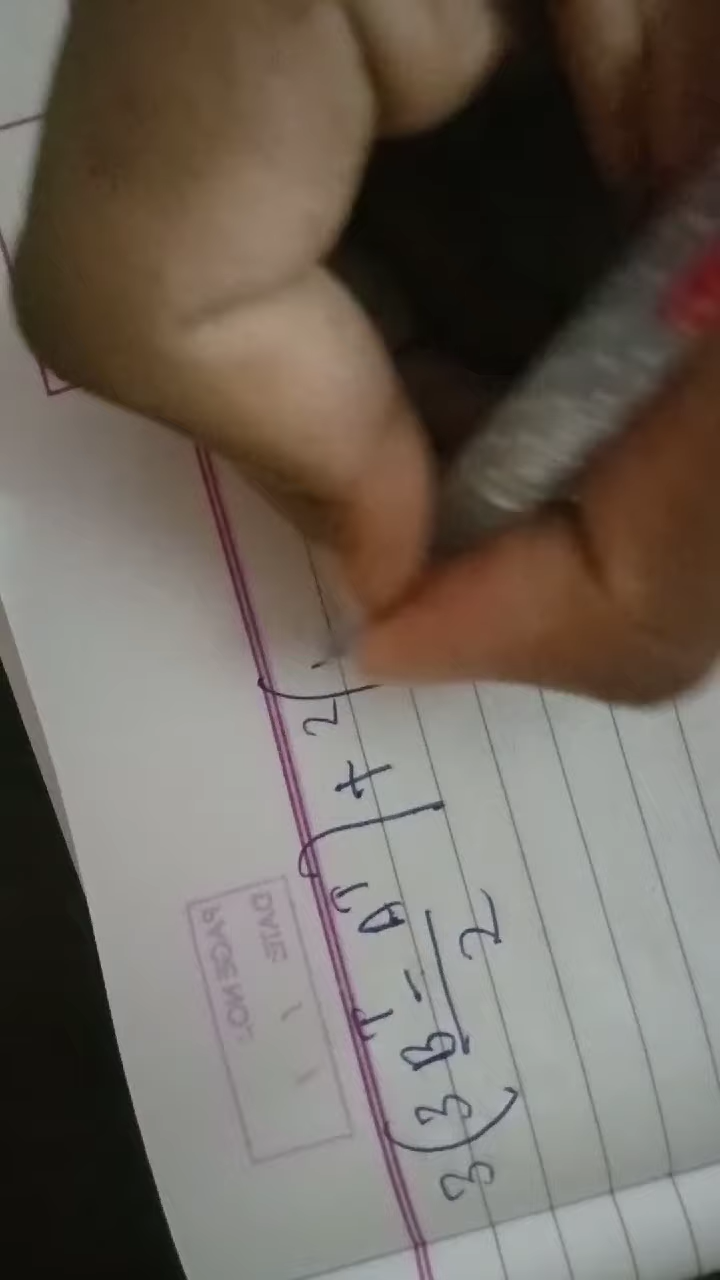 3(3B^T - A^T / 2) + 2(
PAGE NO.:
DATE: / /